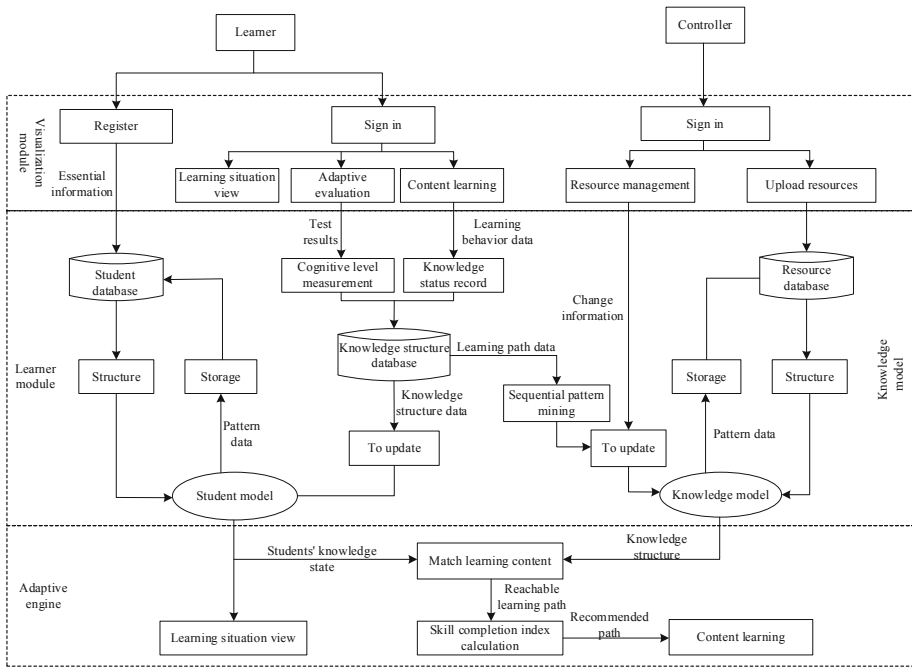 Learner
Controller
Visualization
module
Register
Sign in
Sign in
Essential
information
Learning situation
view
Adaptive
evaluation
Content learning
Resource management
Upload resources
Test
results
Learning
behavior data
Student
database
Cognitive level
measurement
Knowledge
status record
Change
information
Resource
database
Learner
module
Structure
Storage
Knowledge structure
database
Learning path data
Sequential pattern
mining
Storage
Structure
Knowledge
model
Pattern
data
Knowledge
structure data
To update
To update
Pattern data
Student model
Knowledge model
Adaptive
engine
Students' knowledge
state
Match learning content
Knowledge
structure
Reachable
learning path
Learning situation view
Skill completion index
calculation
Recommended
path
Content learning